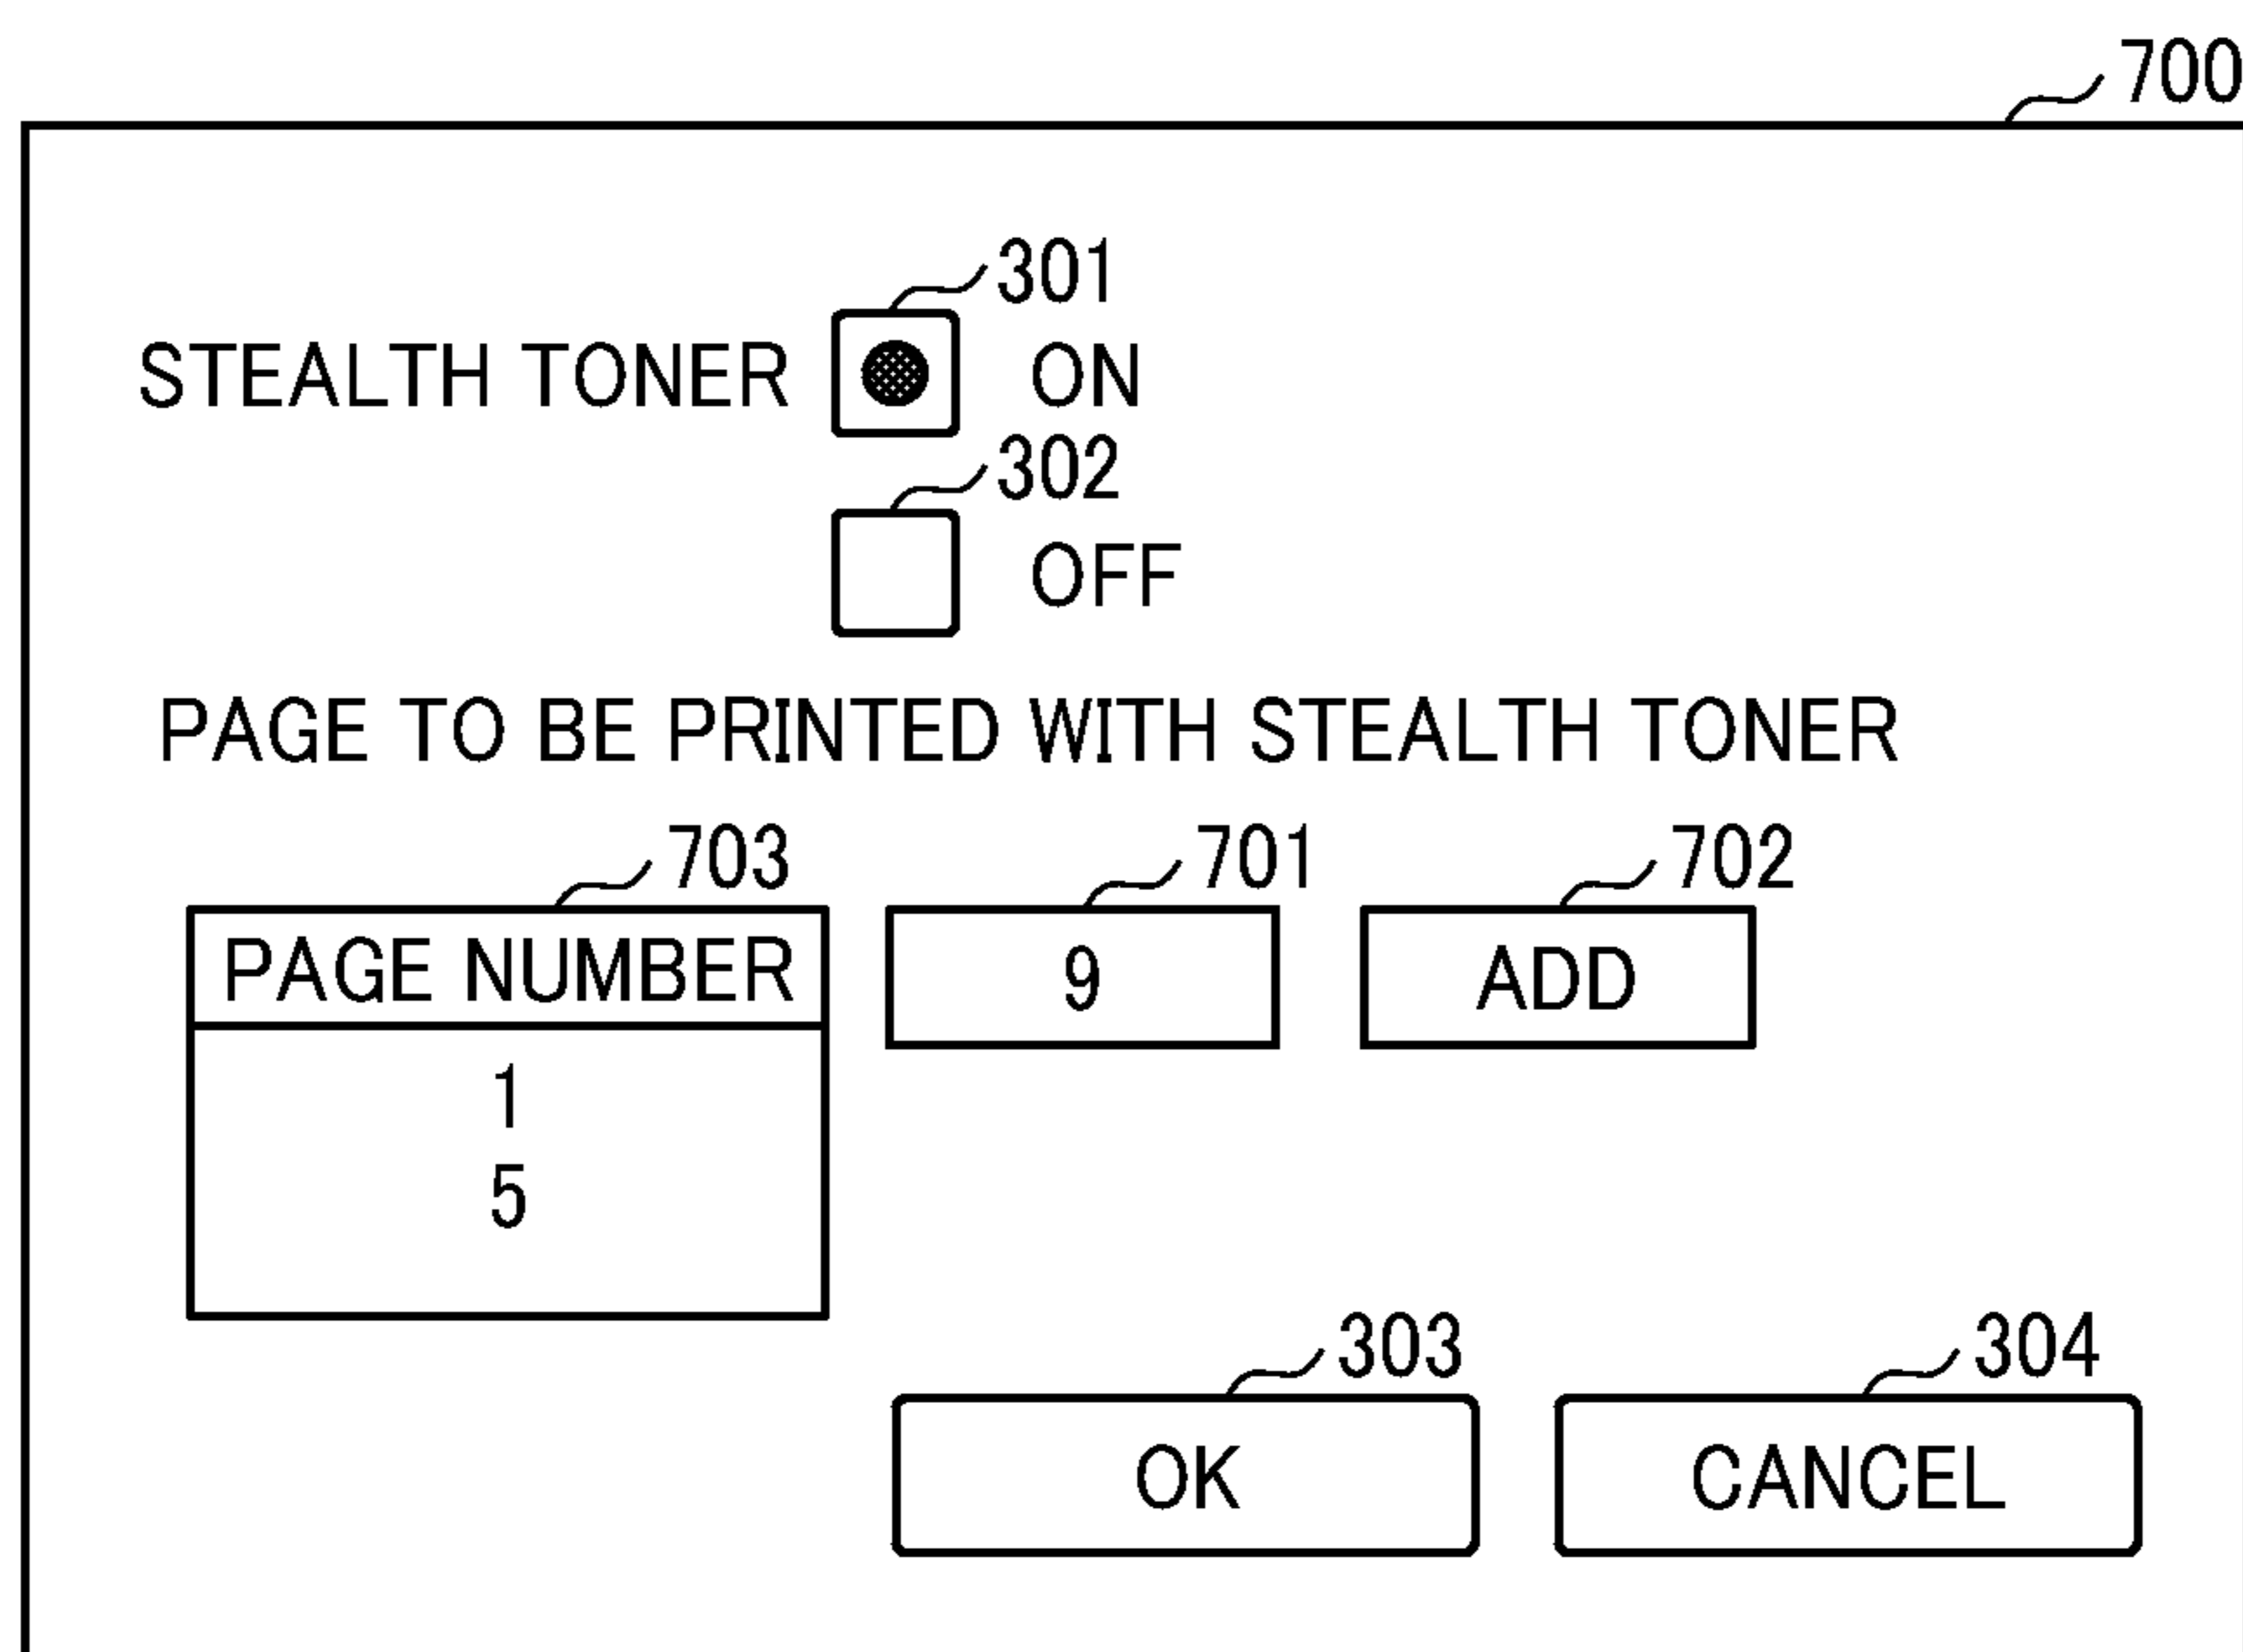 700
301
STEALTH TONER ON
302
OFF
PAGE TO BE PRINTED WITH STEALTH TONER
703 701 702
PAGE NUMBER 9 ADD
1
5
303 304
OK CANCEL